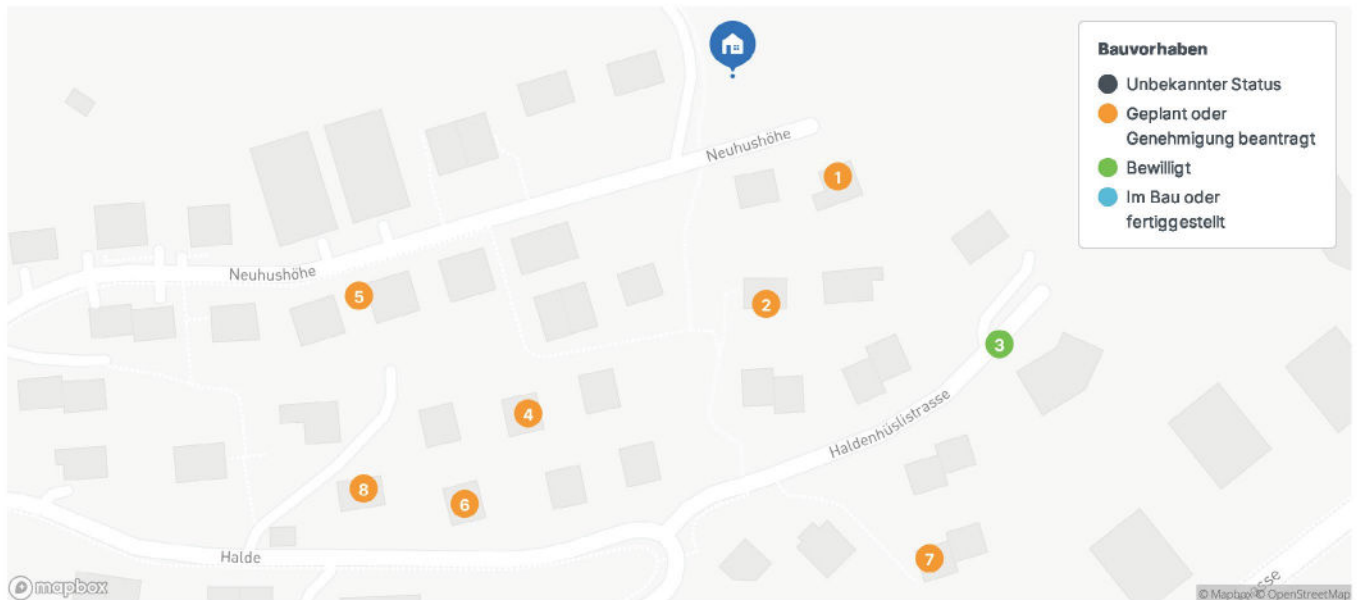 Bauvorhaben
Unbekannter Status
Geplant oder
Genehmigung beantragt
Bewilligt
Im Bau oder
fertiggestellt
Neuhushöhe
1
Neuhushöhe
5
2
3
4
Haldenhüslistrasse
8
6
7
Halde
mapbox
asse
© Mapbox © OpenStreetMap